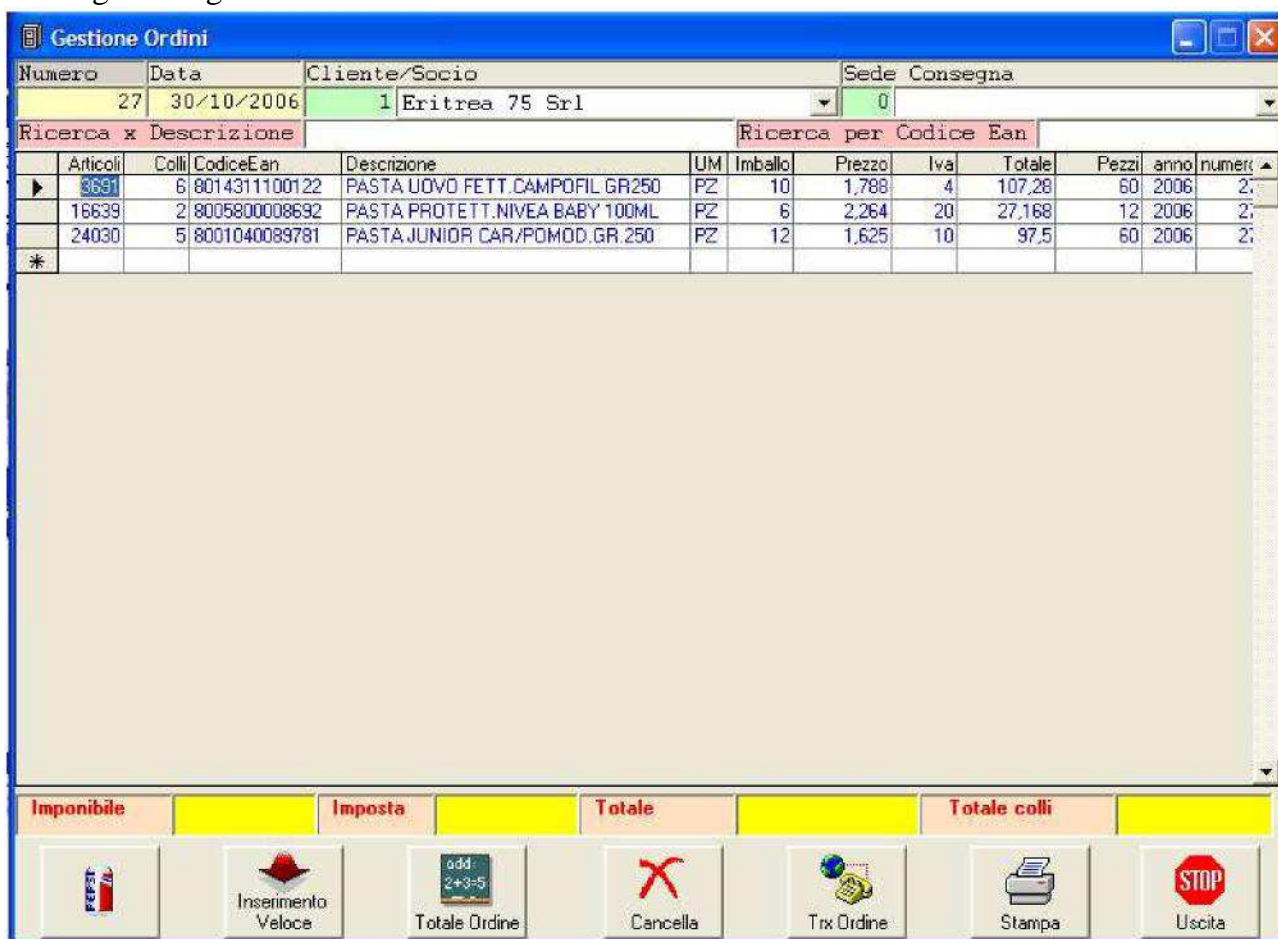 Gestione Ordini
Numero Data Cliente/Socio Sede Consegna
27 30/10/2006 1 Eritrea 75 Srl 0
Ricerca x Descrizione Ricerca per Codice Ean
Articoli Colli CodiceEan Descrizione UM Imballo Prezzo Iva Totale Pezzi anno
3691 6 8014311100122 PASTA UOVO FETT.CAMPOFIL GR250 PZ 10 1,788 4 107,28 60 2006
16639 2 8005800008692 PASTA PROTETT.NIVEA BABY 100ML PZ 6 2,264 20 27,168 12 2006
24030 5 8001040089781 PASTA JUNIOR CAR/POMOD.GR.250 PZ 12 1,625 10 97,5 60 2006
*
Imponibile Imposta Totale Totale colli
PEPSI add 2+3=5 STOP
Inserimento Veloce Totale Ordine Cancella Trx Ordine Stampa Uscita